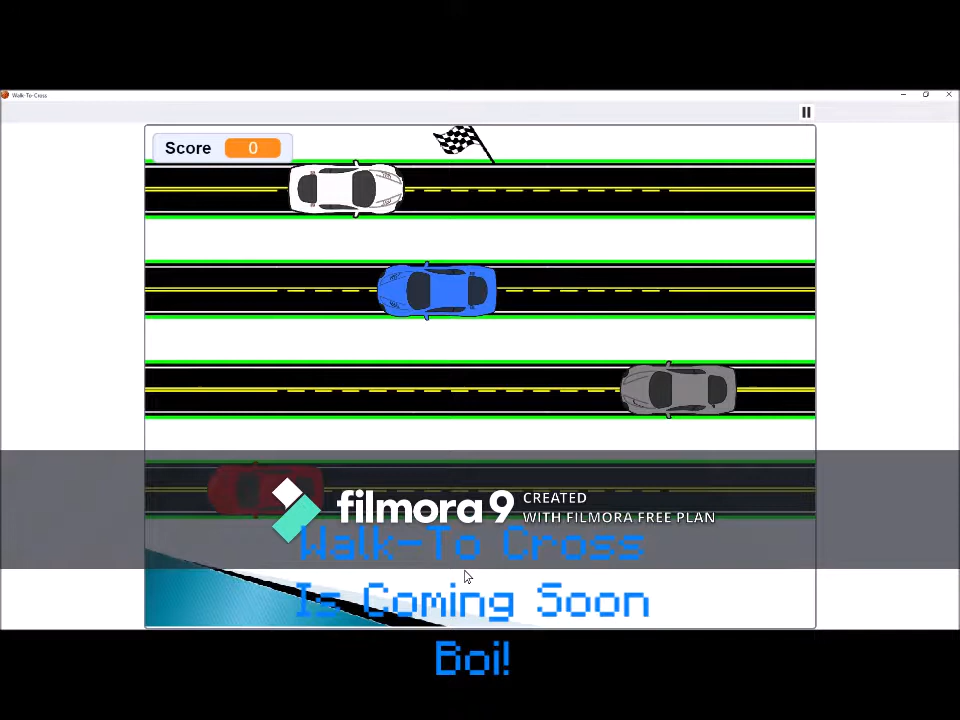 Walk-To-Cross
Score 0
filmora 9 CREATED
WITH FILMORA FREE PLAN
Walk-To Cross
Is Coming Soon
Boi!